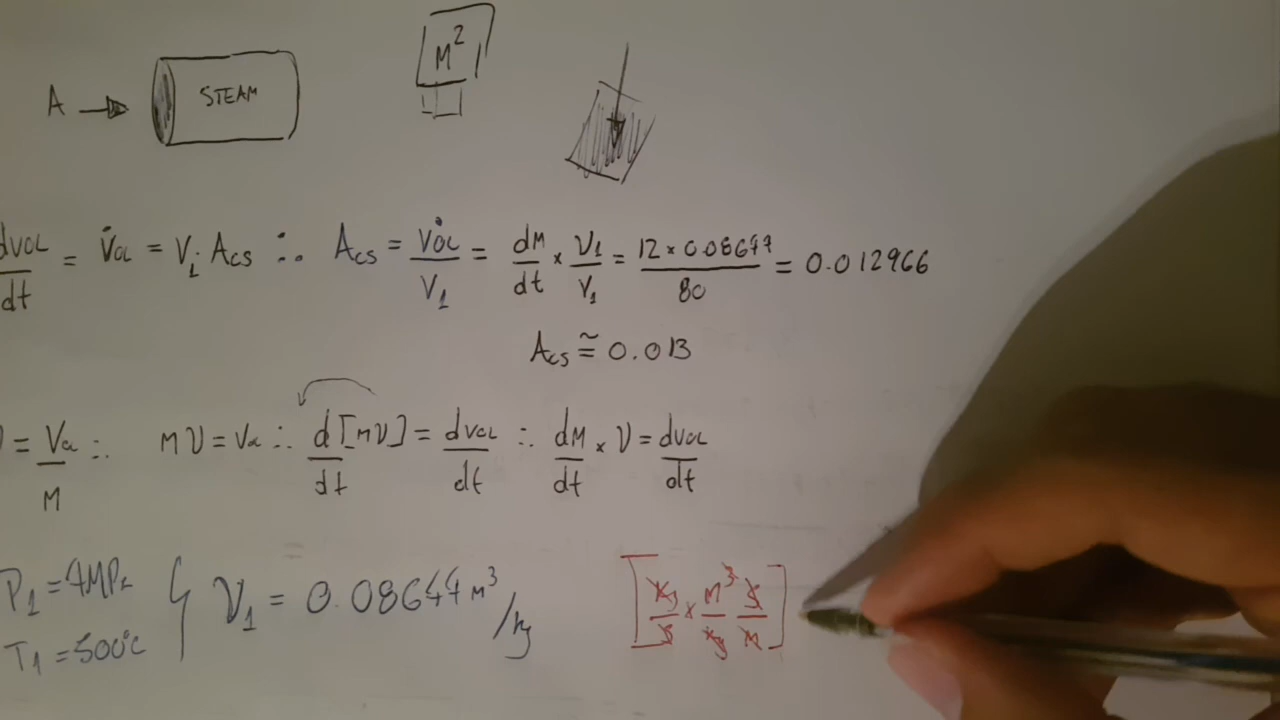 A → STEAM
M²
dVOL/dt = V̇OL = V₁ Acs ∴ Acs = V̇OL/V₁ = dM/dt × ν₁/V₁ = 12 × 0.08644/80 = 0.012966
Acs ≅ 0.013
= VOL/M ∴ Mν = VOL ∴ d/dt [Mν] = dVOL/dt ∴ dM/dt × ν = dVOL/dt
P₁ = 4MPa
T₁ = 500°C
ν₁ = 0.08644 M³/kg
[kg/s × M³/kg s/M]